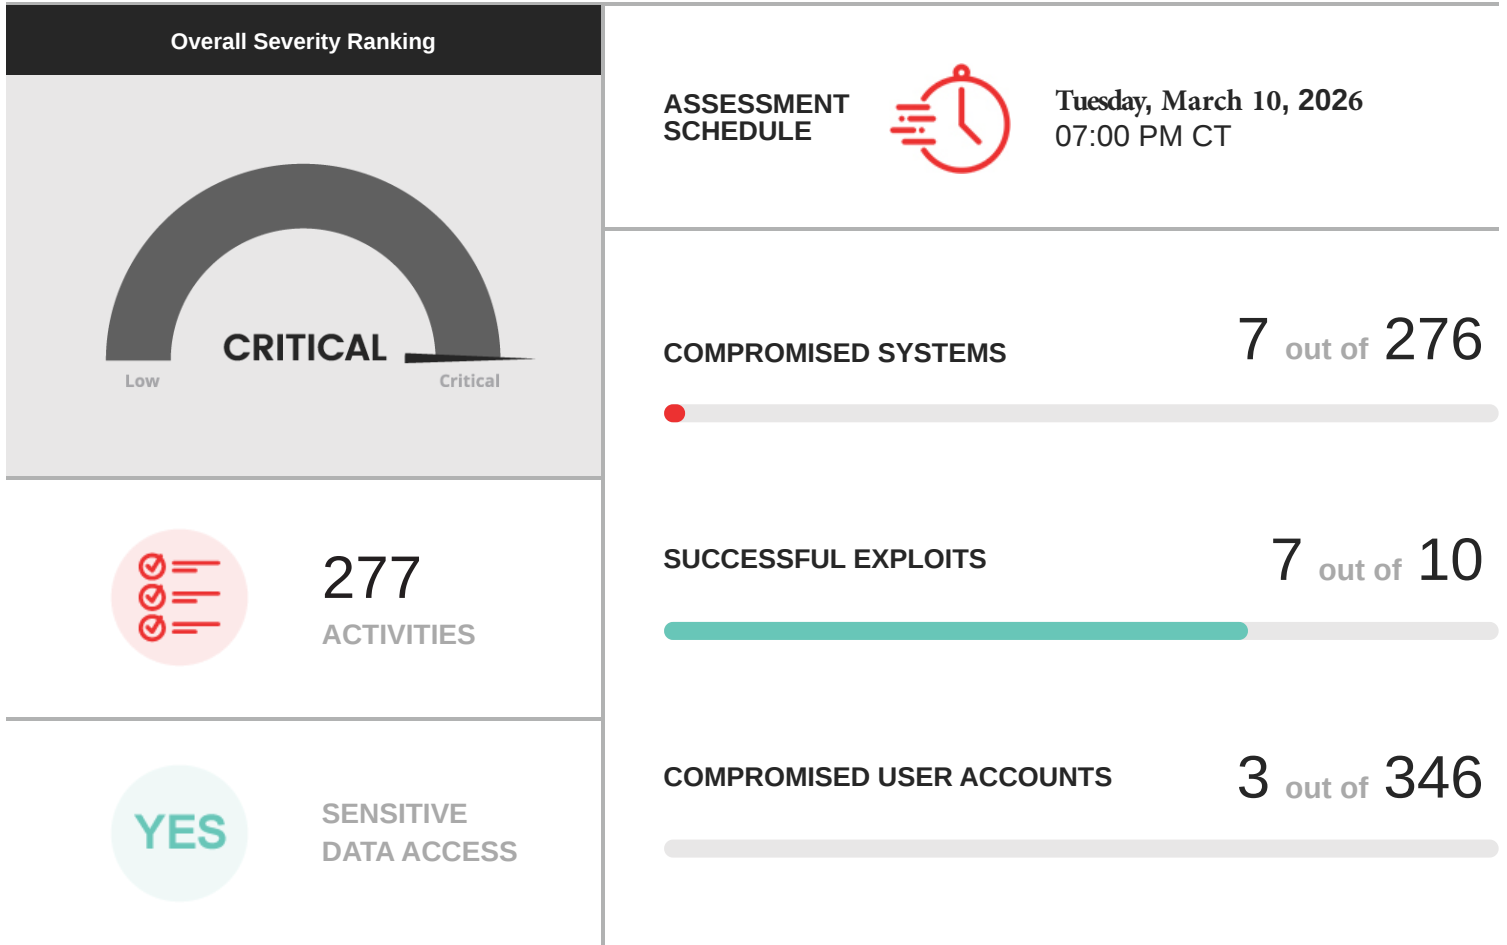 Overall Severity Ranking
CRITICAL
Low
Critical
277
ACTIVITIES
YES
SENSITIVE
DATA ACCESS
ASSESSMENT
SCHEDULE
Tuesday, March 10, 2026
07:00 PM CT
COMPROMISED SYSTEMS
7 out of 276
SUCCESSFUL EXPLOITS
7 out of 10
COMPROMISED USER ACCOUNTS
3 out of 346